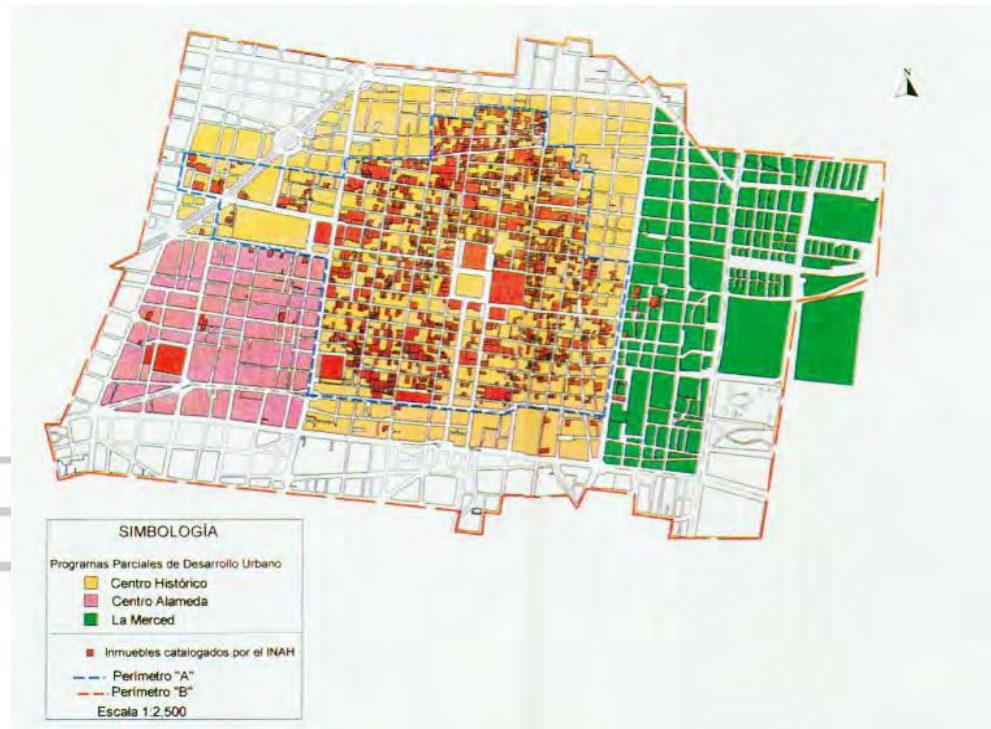 N
SIMBOLOGÍA
Programas Parciales de Desarrollo Urbano
Centro Histórico
Centro Alameda
La Merced
Inmuebles catalogados por el INAH
Perímetro "A"
Perímetro "B"
Escala 1:2.500